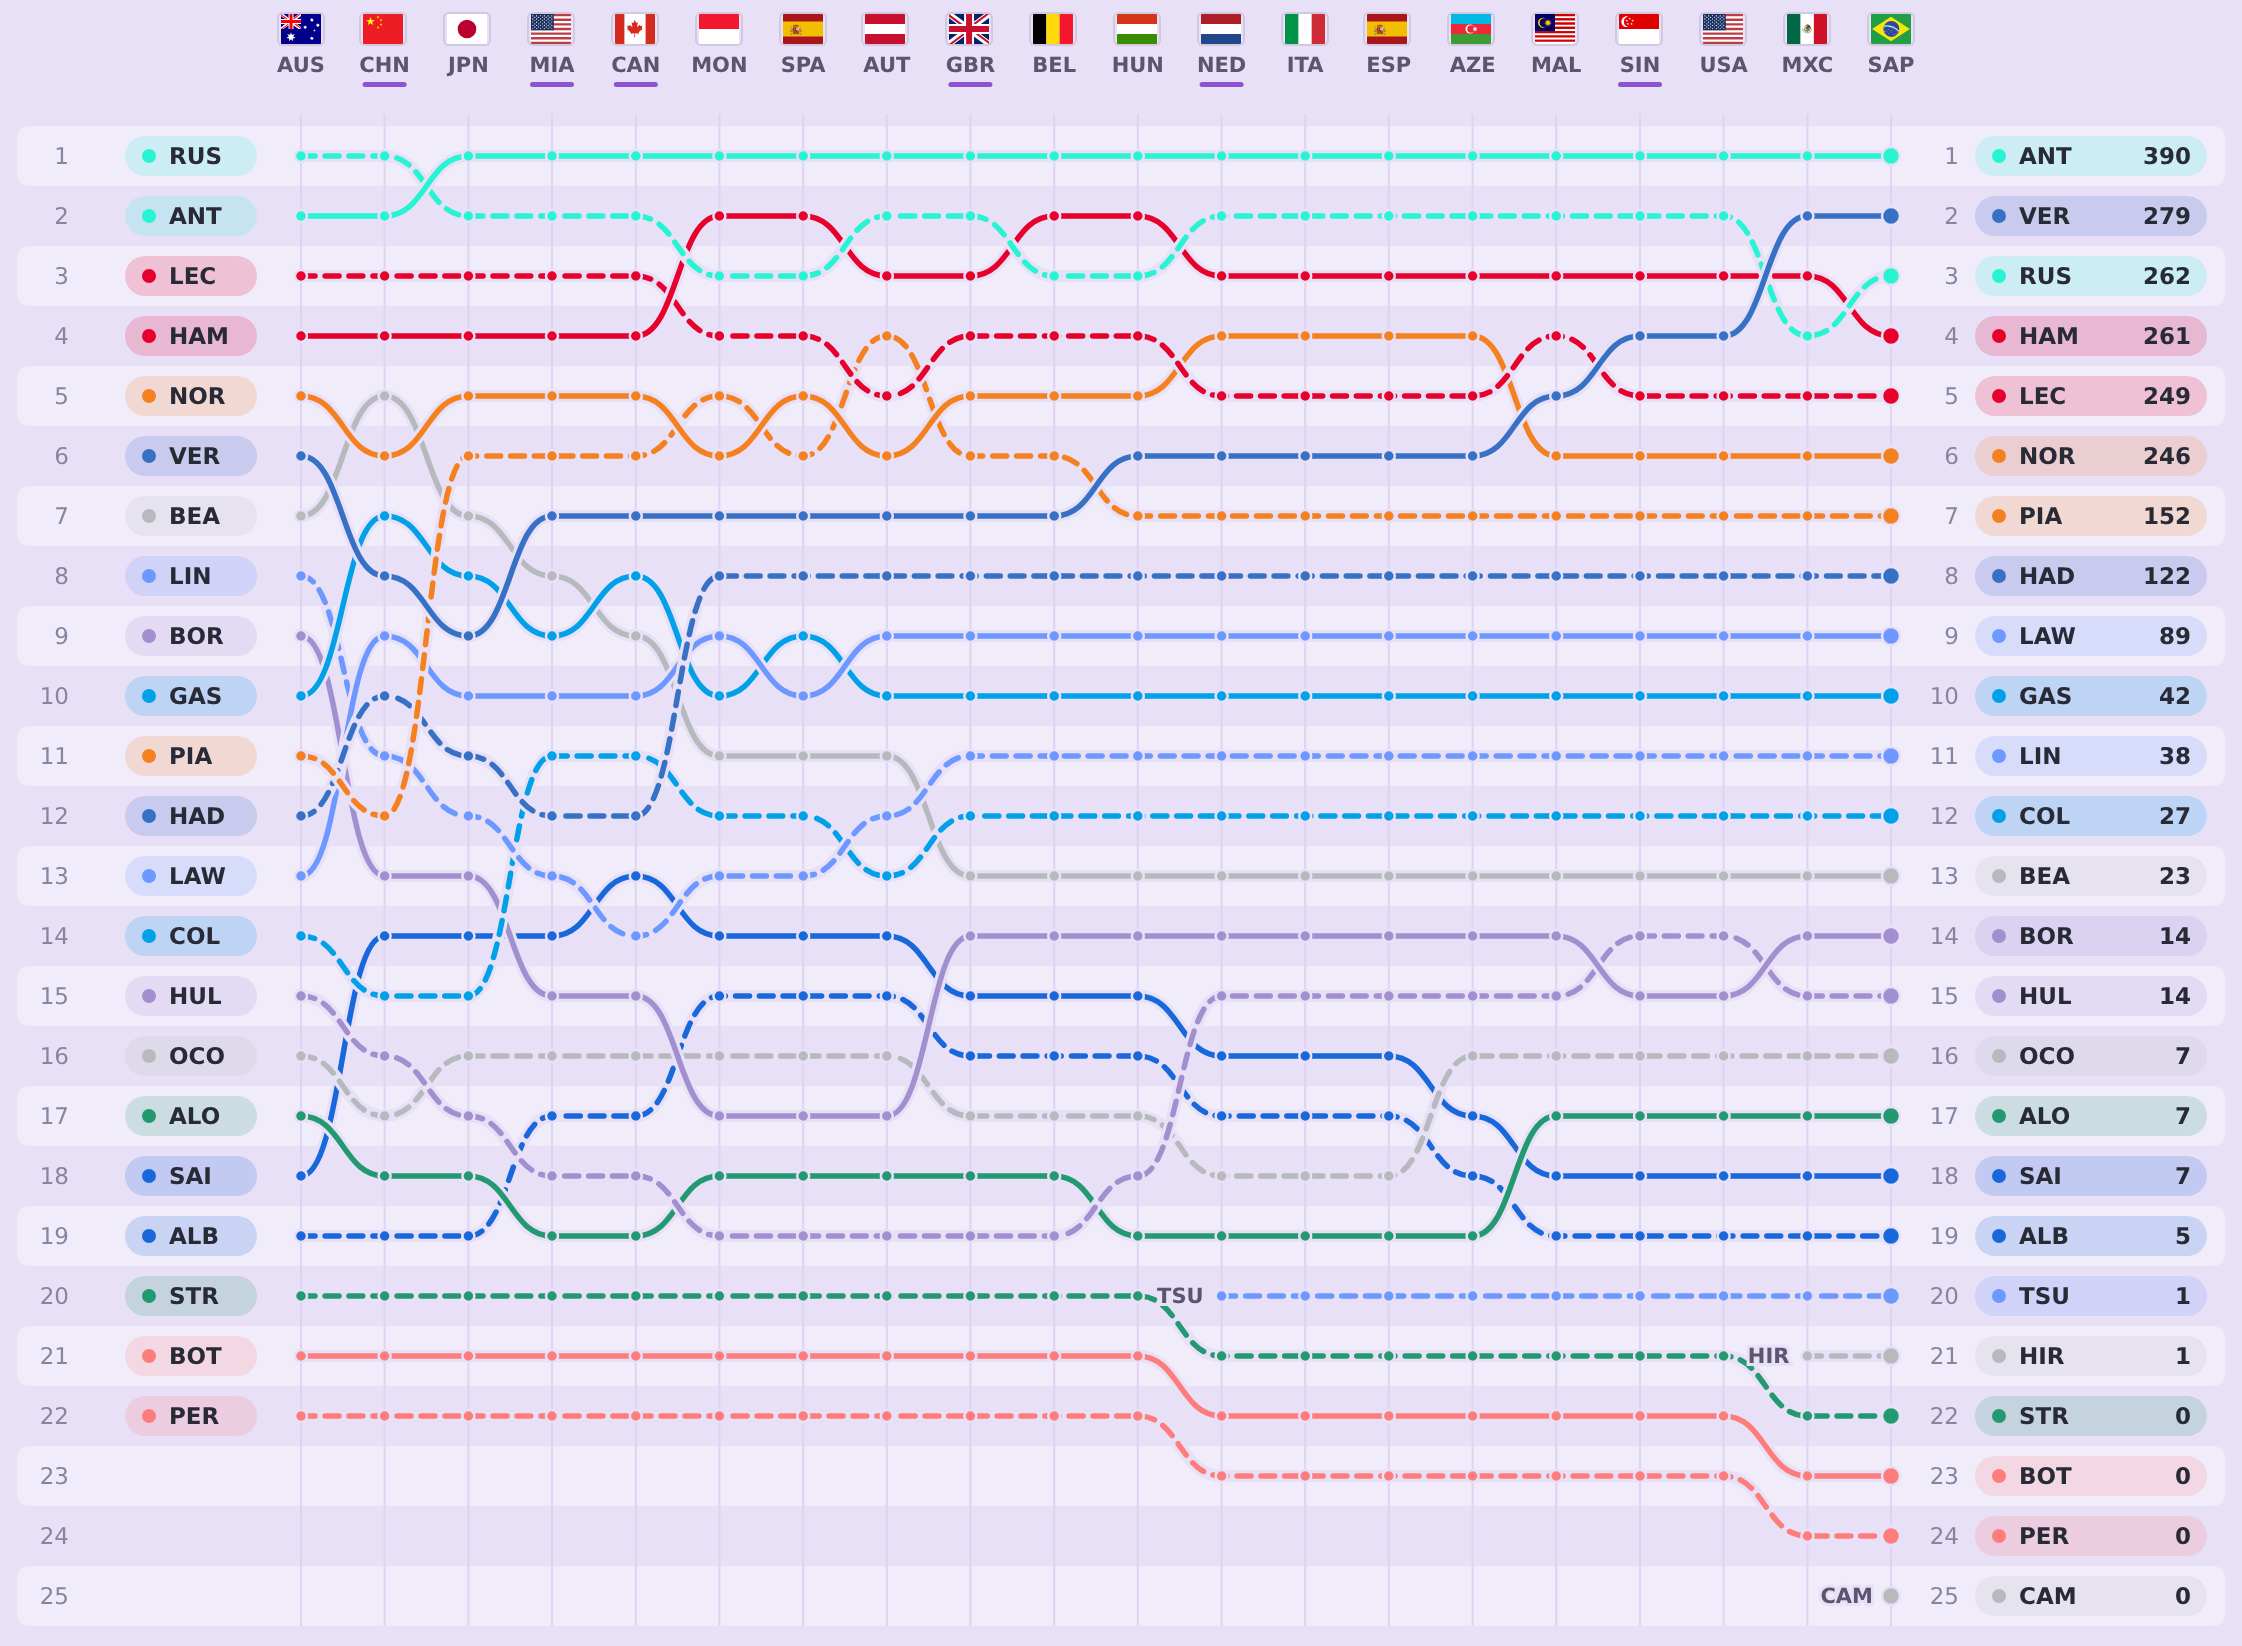 AUS CHN JPN MIA CAN MON SPA AUT GBR BEL HUN NED ITA ESP AZE MAL SIN USA MXC SAP
1 RUS 1 ANT 390
2 ANT 2 VER 279
3 LEC 3 RUS 262
4 HAM 4 HAM 261
5 NOR 5 LEC 249
6 VER 6 NOR 246
7 BEA 7 PIA 152
8 LIN 8 HAD 122
9 BOR 9 LAW 89
10 GAS 10 GAS 42
11 PIA 11 LIN 38
12 HAD 12 COL 27
13 LAW 13 BEA 23
14 COL 14 BOR 14
15 HUL 15 HUL 14
16 OCO 16 OCO 7
17 ALO 17 ALO 7
18 SAI 18 SAI 7
19 ALB 19 ALB 5
20 STR TSU 20 TSU 1
21 BOT HIR 21 HIR 1
22 PER 22 STR 0
23 23 BOT 0
24 24 PER 0
25 CAM 25 CAM 0